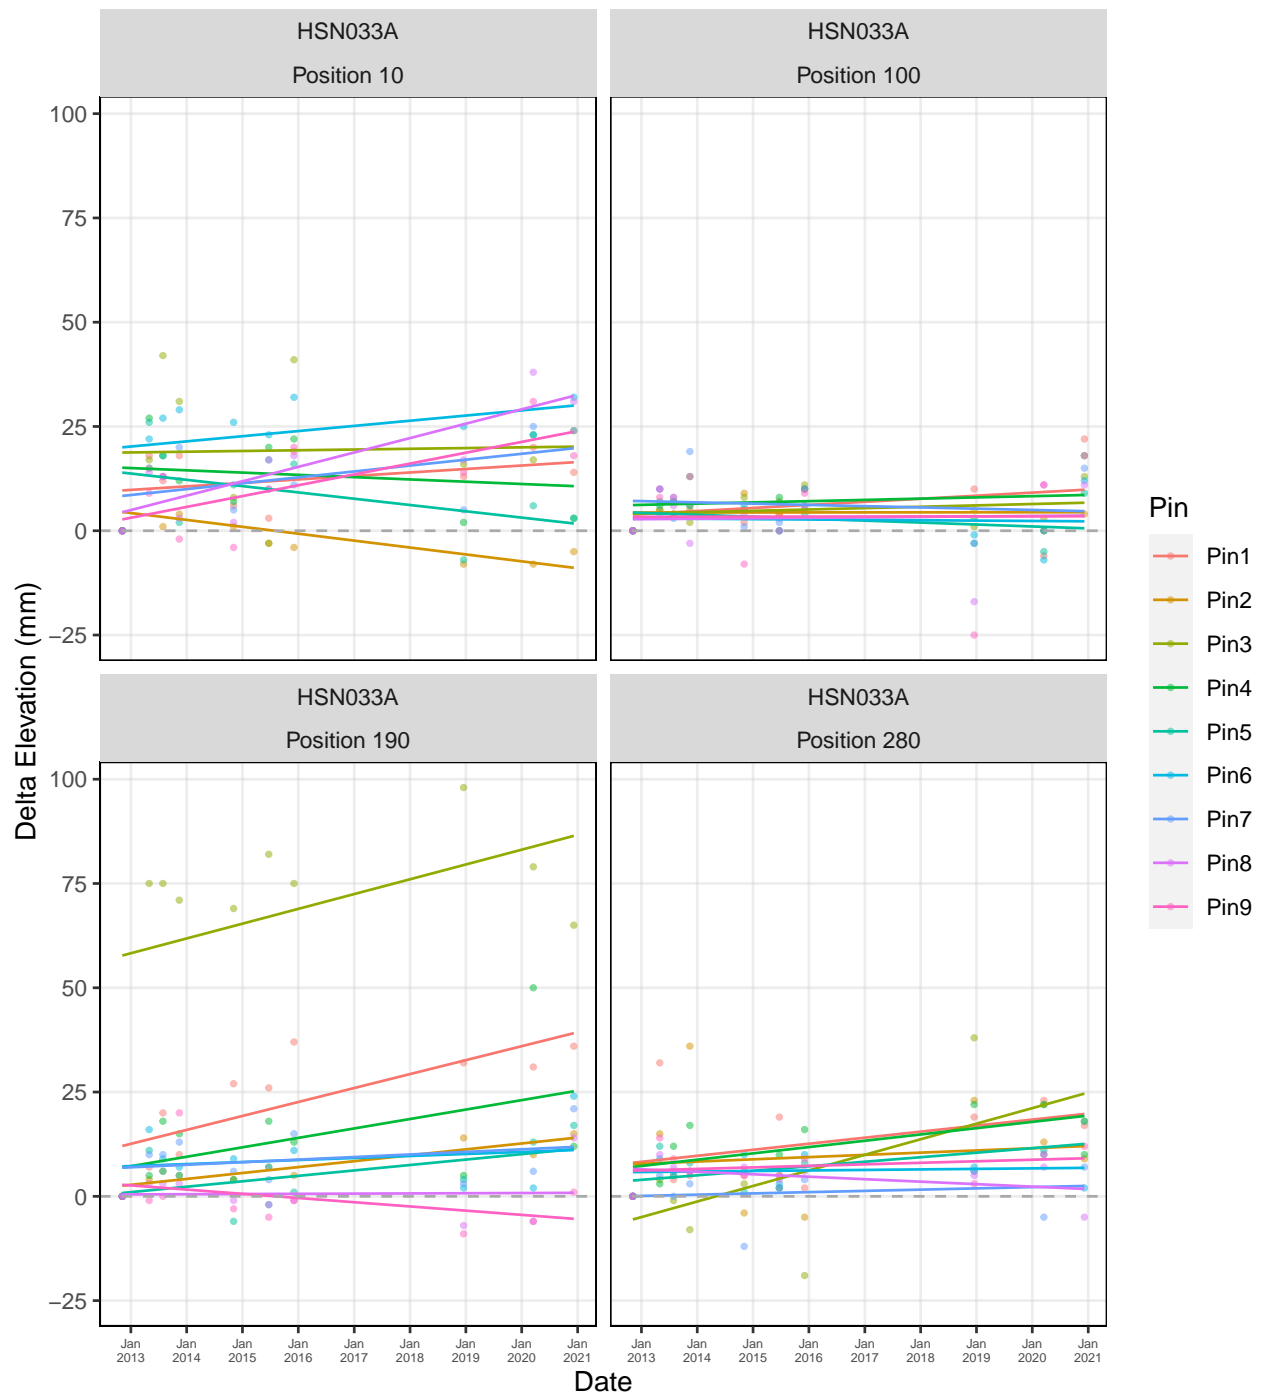 HSN033A
Position 10
HSN033A
Position 100
100
75
50
25
0
−25
HSN033A
Position 190
HSN033A
Position 280
100
75
50
25
0
−25
Jan Jan Jan Jan Jan Jan Jan Jan Jan
2013 2014 2015 2016 2017 2018 2019 2020 2021
Jan Jan Jan Jan Jan Jan Jan Jan Jan
2013 2014 2015 2016 2017 2018 2019 2020 2021
Date
Delta Elevation (mm)
Pin
Pin1
Pin2
Pin3
Pin4
Pin5
Pin6
Pin7
Pin8
Pin9